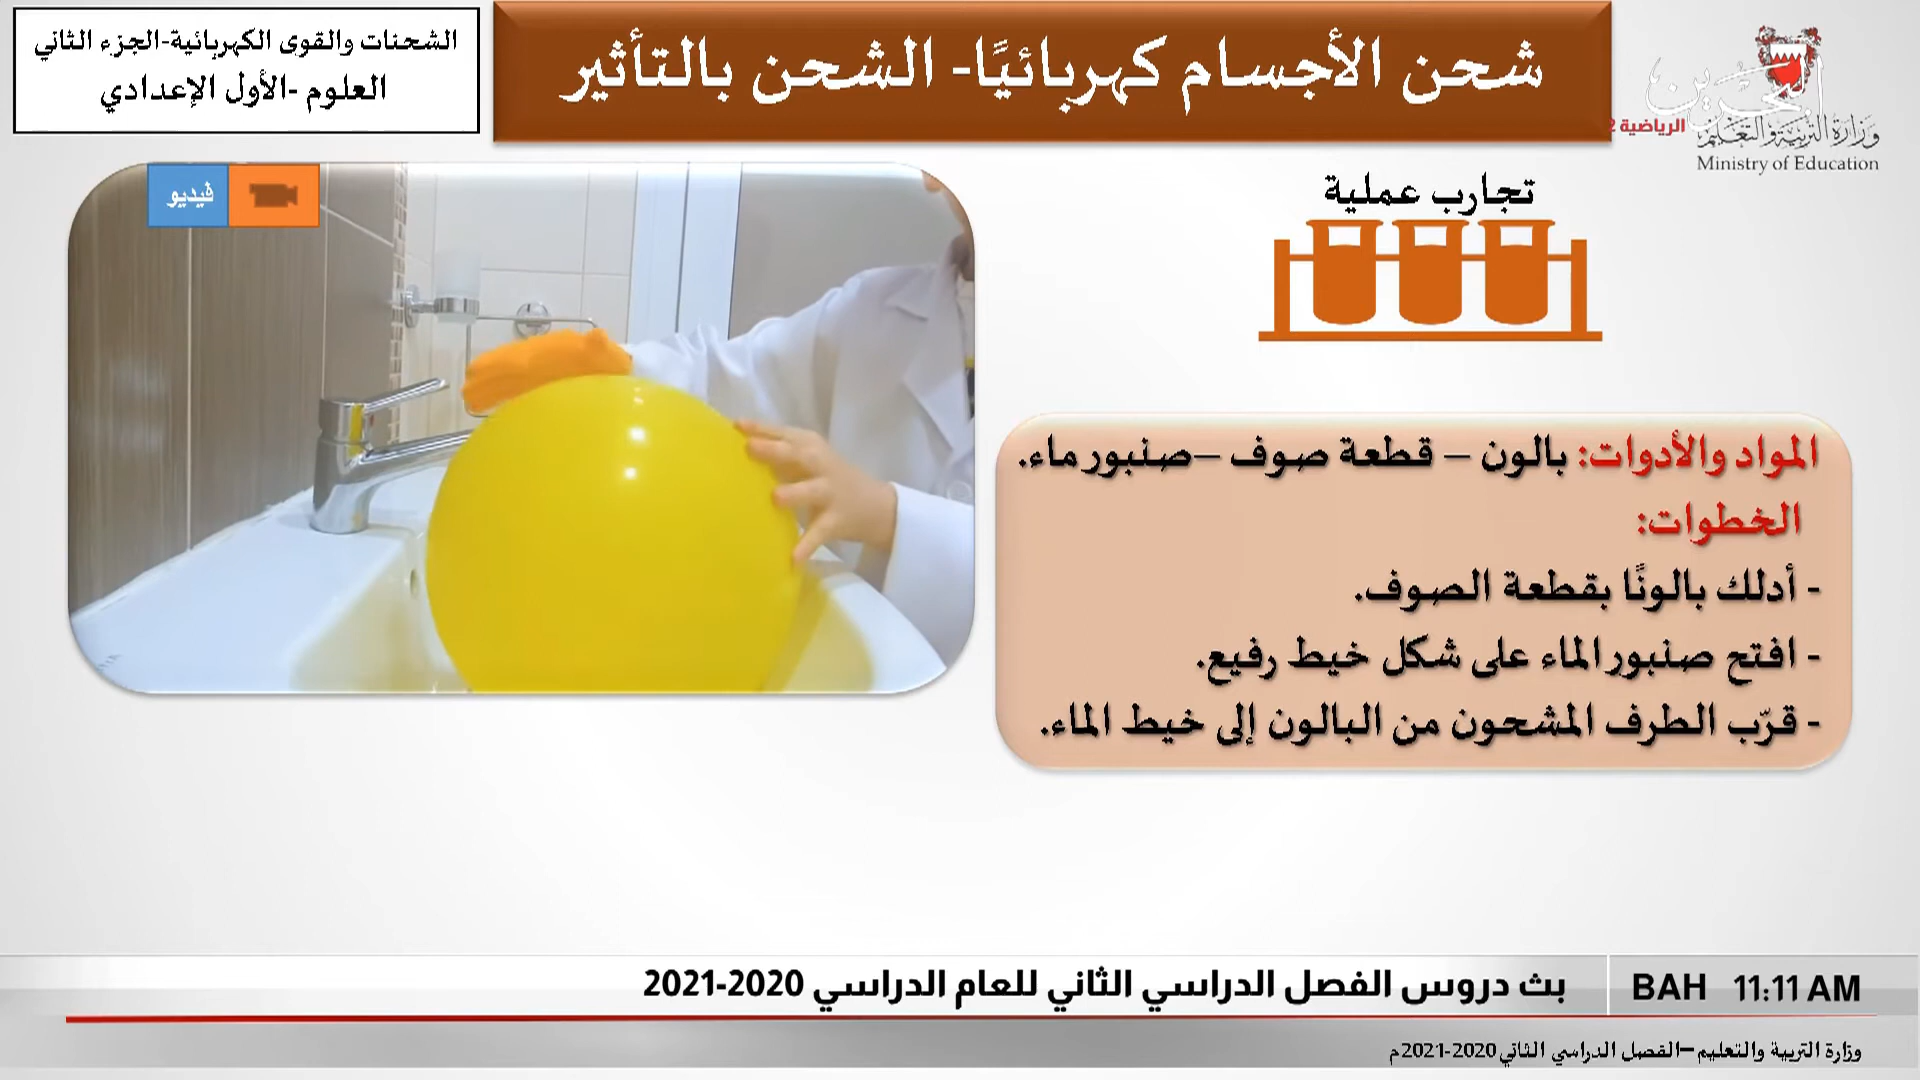 الشحنات والقوى الكهربائية-الجزء الثاني
العلوم -الأول الإعدادي
شحن الأجسام كهربائيًا- الشحن بالتأثير
البحرين
الرياضية 2
وزارة التربية والتعليم
Ministry of Education
فيديو
تجارب عملية
المواد والأدوات: بالون – قطعة صوف –صنبور ماء.
الخطوات:
- أدلك بالونًا بقطعة الصوف.
- افتح صنبور الماء على شكل خيط رفيع.
- قرّب الطرف المشحون من البالون إلى خيط الماء.
بث دروس الفصل الدراسي الثاني للعام الدراسي 2020-2021
BAH 11:11 AM
وزارة التربية والتعليم –الفصل الدراسي الثاني 2020-2021م